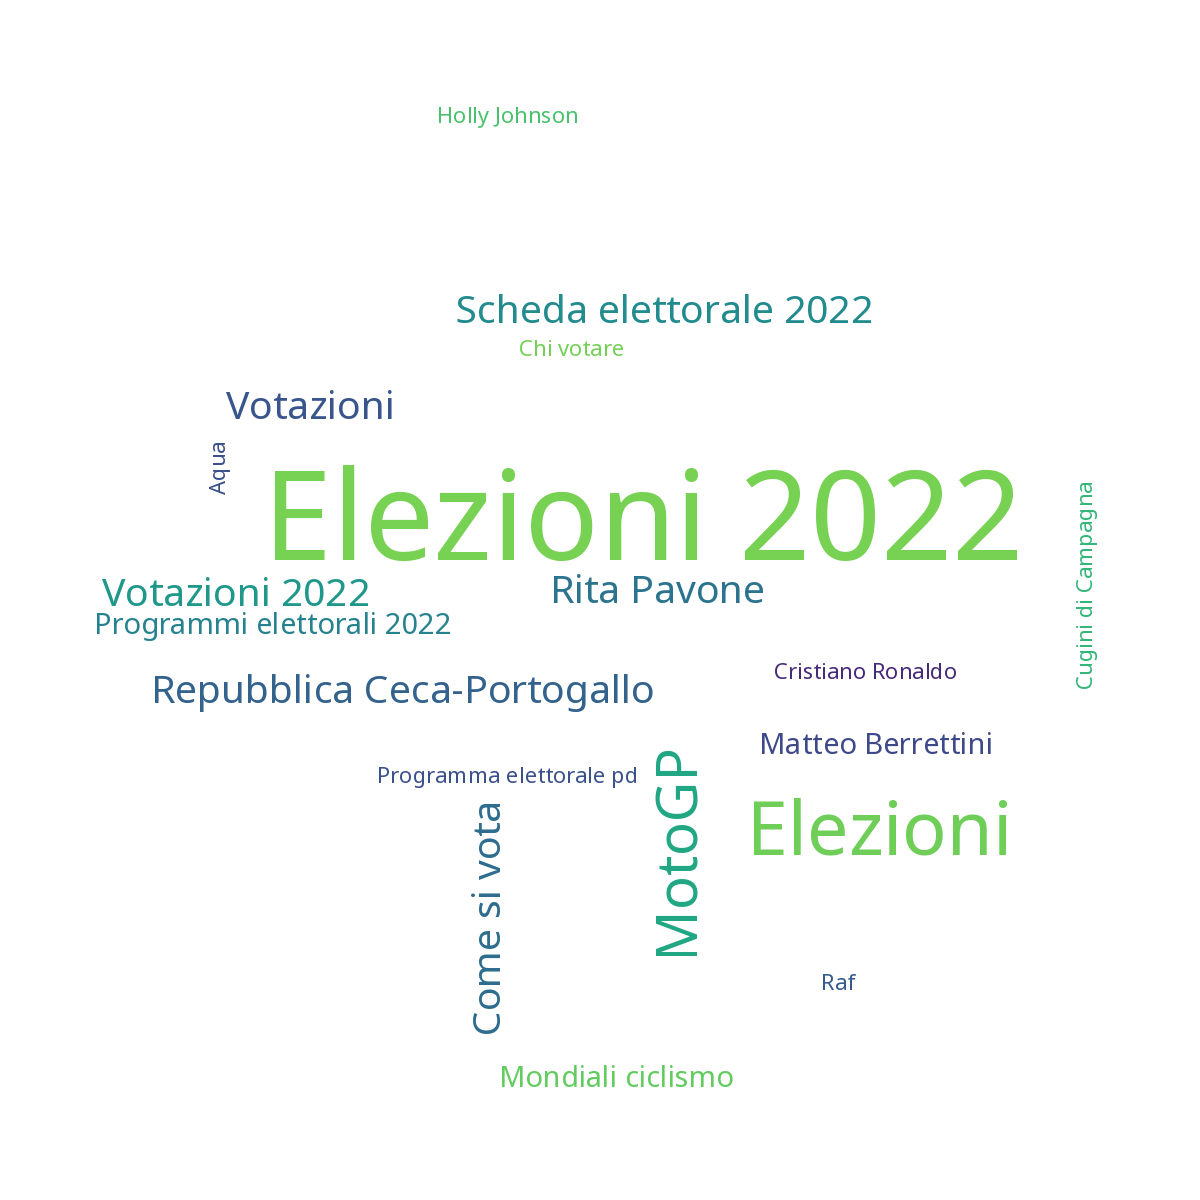 Holly Johnson
Scheda elettorale 2022
Chi votare
Votazioni
Aqua
Elezioni 2022
Cugini di Campagna
Votazioni 2022
Rita Pavone
Programmi elettorali 2022
Cristiano Ronaldo
Repubblica Ceca-Portogallo
Matteo Berrettini
Programma elettorale pd
MotoGP
Elezioni
Come si vota
Raf
Mondiali ciclismo